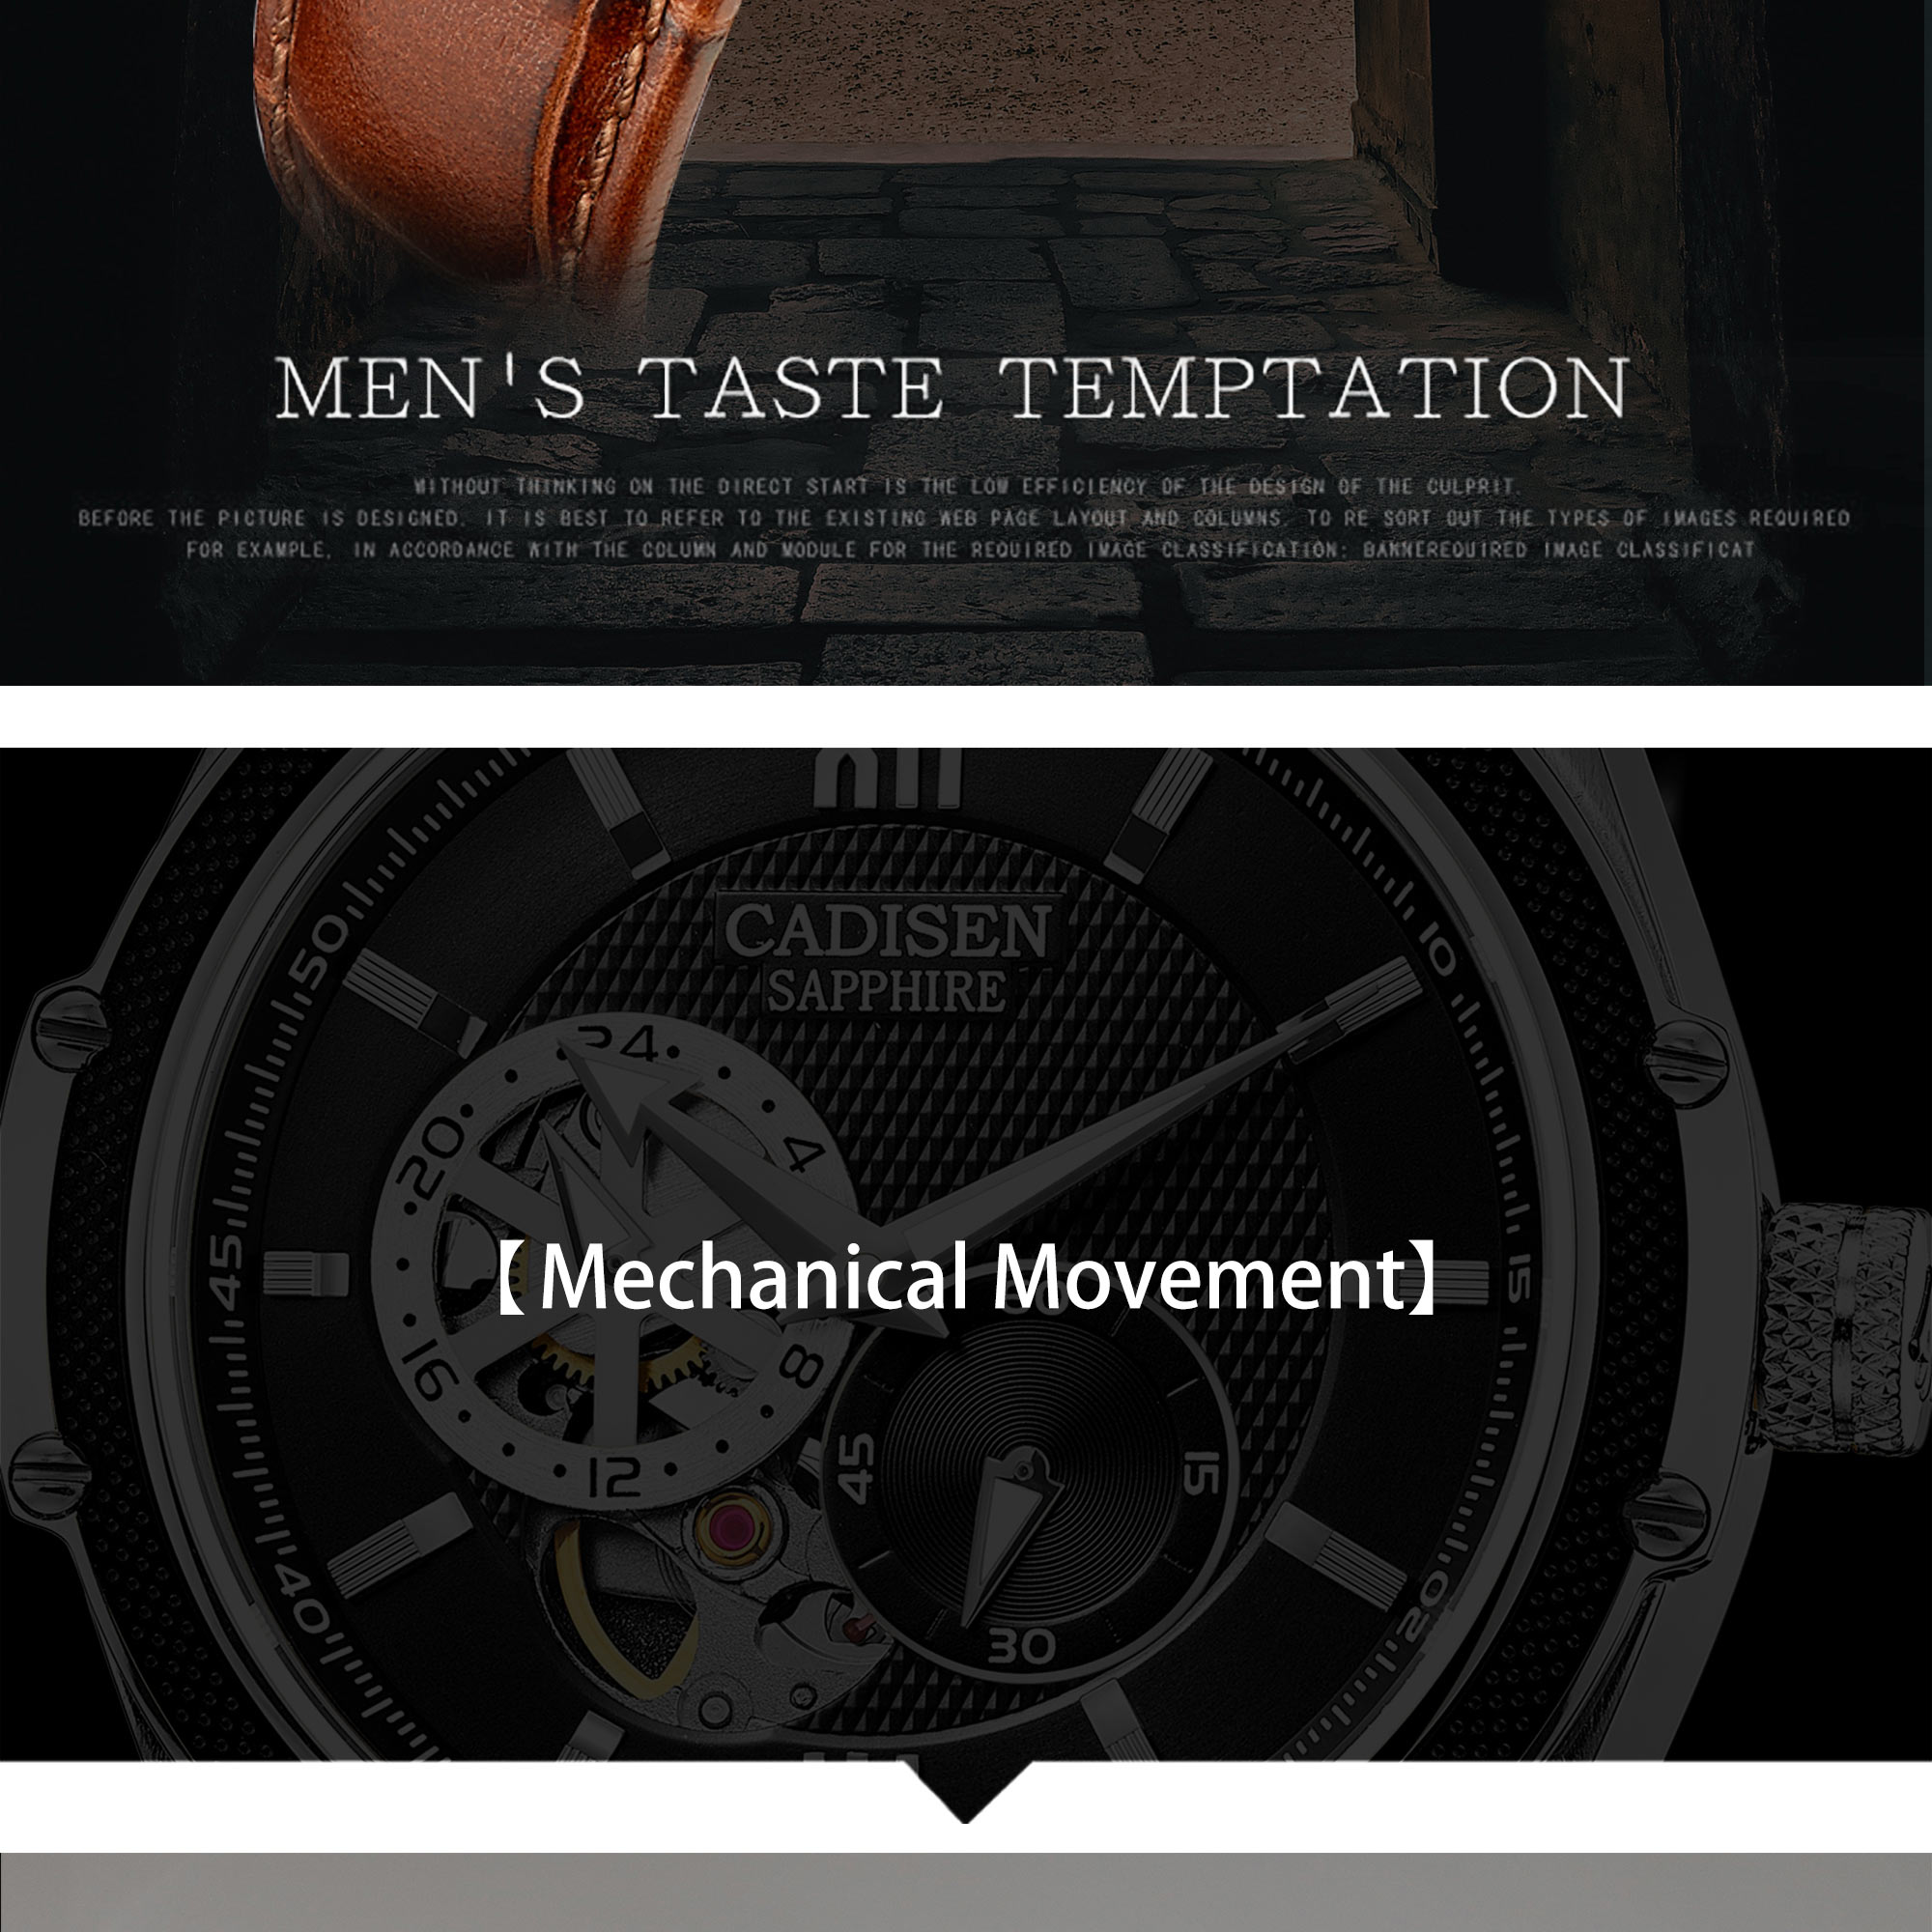 MEN'S TASTE TEMPTATION
WITHOUT THINKING ON THE DIRECT START IS THE LOW EFFICIENCY OF THE DESIGN OF THE CULPRIT.
BEFORE THE PICTURE IS DESIGNED. IT IS BEST TO REFER TO THE EXISTING WEB PAGE LAYOUT AND COLUMNS. TO RE SORT OUT THE TYPES OF IMAGES REQUIRED
FOR EXAMPLE, IN ACCORDANCE WITH THE COLUMN AND MODULE FOR THE REQUIRED IMAGE CLASSIFICATION: BANNEREQUIRED IMAGE CLASSIFICAT
CADISEN
SAPPHIRE
50
10
24
20
4
45
【Mechanical Movement】
15
16
8
45
15
12
40
30
20